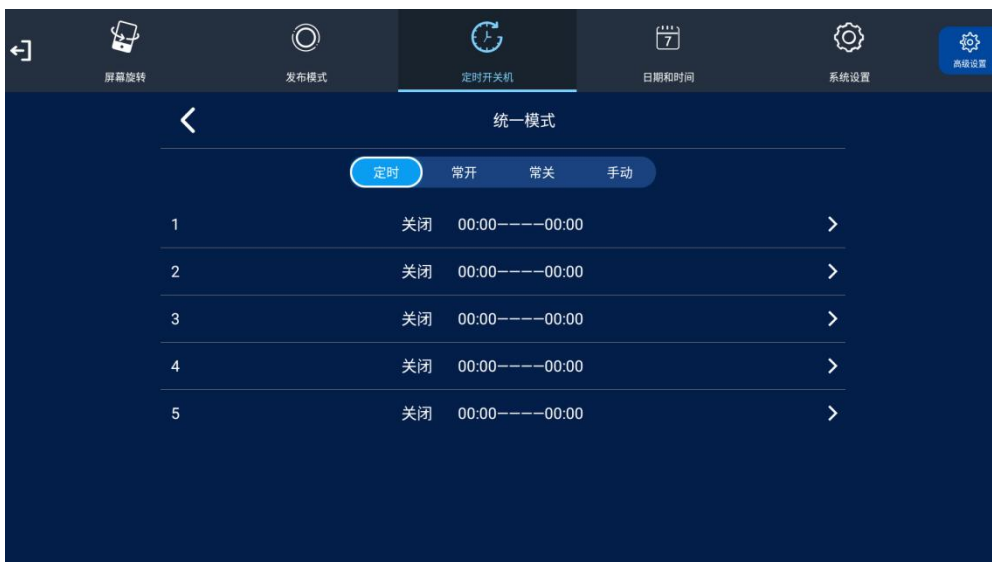 屏幕旋转 发布模式 定时开关机 7 日期和时间 系统设置 高级设置
统一模式
定时 常开 常关 手动
1 关闭 00:00————00:00
2 关闭 00:00————00:00
3 关闭 00:00————00:00
4 关闭 00:00————00:00
5 关闭 00:00————00:00